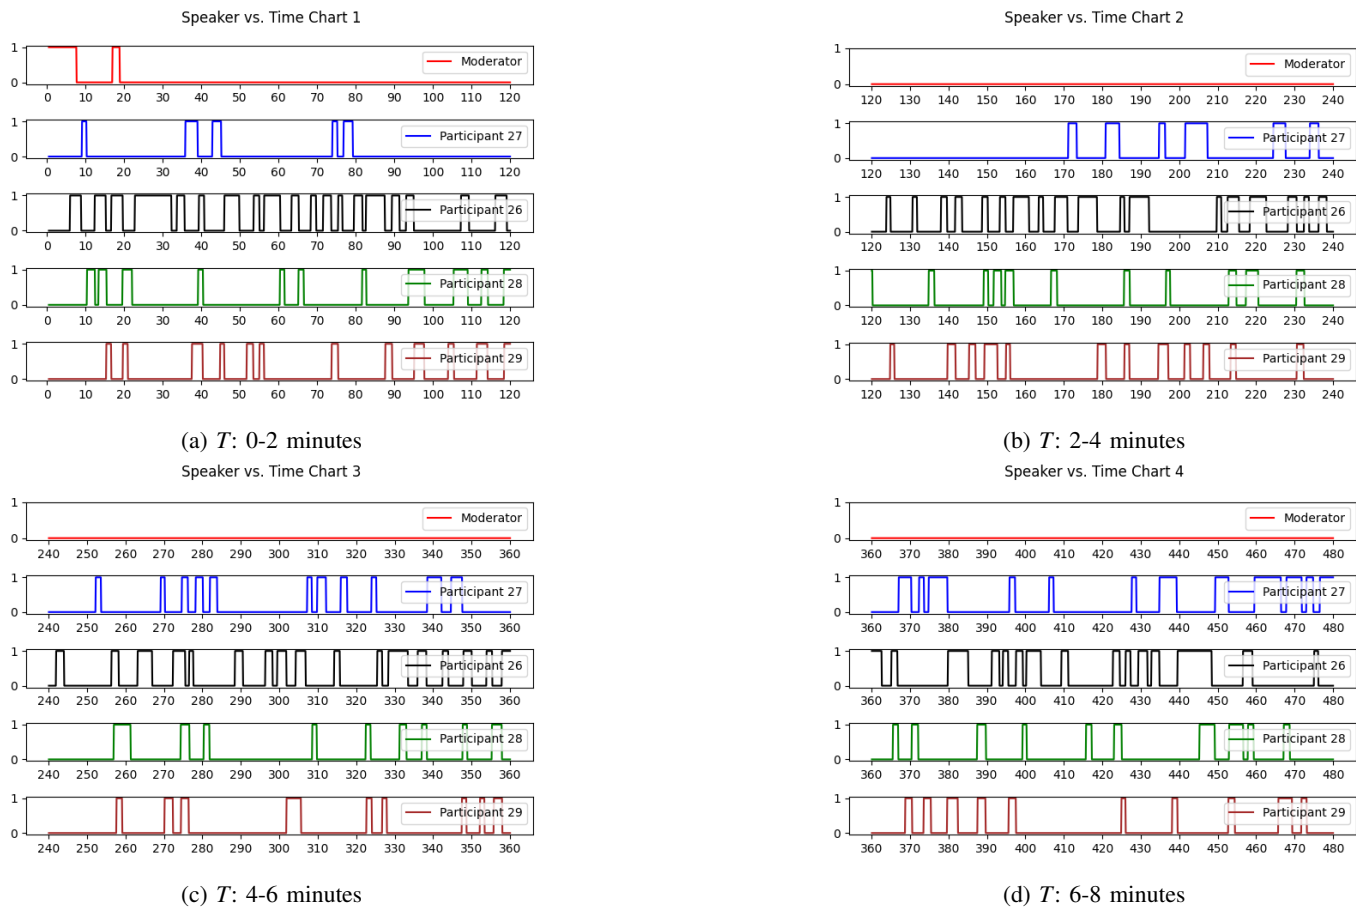 Speaker vs. Time Chart 1
1
0
Moderator
0 10 20 30 40 50 60 70 80 90 100 110 120
1
0
Participant 27
0 10 20 30 40 50 60 70 80 90 100 110 120
1
0
Participant 26
0 10 20 30 40 50 60 70 80 90 100 110 120
1
0
Participant 28
0 10 20 30 40 50 60 70 80 90 100 110 120
1
0
Participant 29
0 10 20 30 40 50 60 70 80 90 100 110 120
(a) T: 0-2 minutes
Speaker vs. Time Chart 2
1
0
Moderator
120 130 140 150 160 170 180 190 200 210 220 230 240
1
0
Participant 27
120 130 140 150 160 170 180 190 200 210 220 230 240
1
0
Participant 26
120 130 140 150 160 170 180 190 200 210 220 230 240
1
0
Participant 28
120 130 140 150 160 170 180 190 200 210 220 230 240
1
0
Participant 29
120 130 140 150 160 170 180 190 200 210 220 230 240
(b) T: 2-4 minutes
Speaker vs. Time Chart 3
1
0
Moderator
240 250 260 270 280 290 300 310 320 330 340 350 360
1
0
Participant 27
240 250 260 270 280 290 300 310 320 330 340 350 360
1
0
Participant 26
240 250 260 270 280 290 300 310 320 330 340 350 360
1
0
Participant 28
240 250 260 270 280 290 300 310 320 330 340 350 360
1
0
Participant 29
240 250 260 270 280 290 300 310 320 330 340 350 360
(c) T: 4-6 minutes
Speaker vs. Time Chart 4
1
0
Moderator
360 370 380 390 400 410 420 430 440 450 460 470 480
1
0
Participant 27
360 370 380 390 400 410 420 430 440 450 460 470 480
1
0
Participant 26
360 370 380 390 400 410 420 430 440 450 460 470 480
1
0
Participant 28
360 370 380 390 400 410 420 430 440 450 460 470 480
1
0
Participant 29
360 370 380 390 400 410 420 430 440 450 460 470 480
(d) T: 6-8 minutes